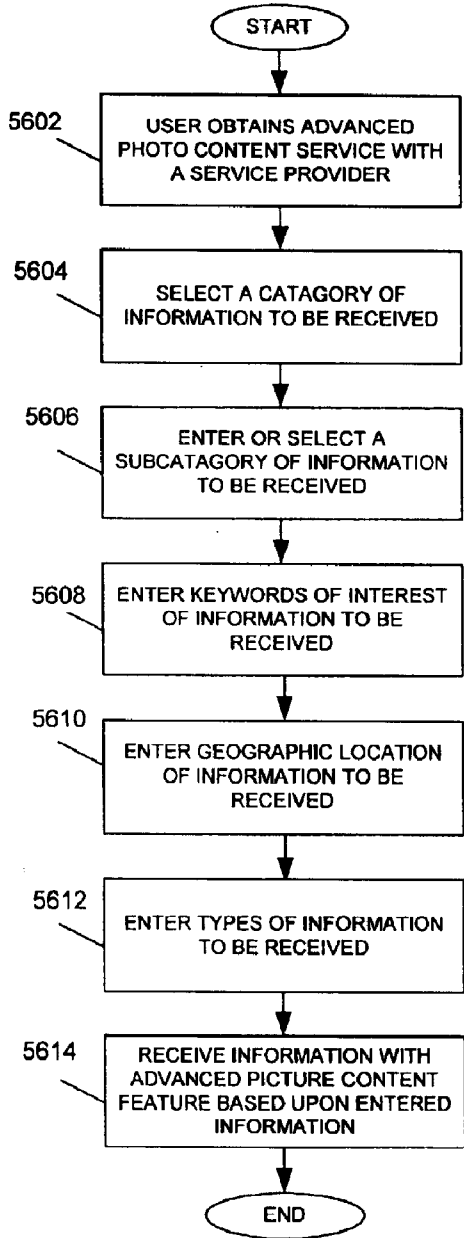 START
5602
USER OBTAINS ADVANCED
PHOTO CONTENT SERVICE WITH
A SERVICE PROVIDER
5604
SELECT A CATAGORY OF
INFORMATION TO BE RECEIVED
5606
ENTER OR SELECT A
SUBCATAGORY OF INFORMATION
TO BE RECEIVED
5608
ENTER KEYWORDS OF INTEREST
OF INFORMATION TO BE
RECEIVED
5610
ENTER GEOGRAPHIC LOCATION
OF INFORMATION TO BE
RECEIVED
5612
ENTER TYPES OF INFORMATION
TO BE RECEIVED
5614
RECEIVE INFORMATION WITH
ADVANCED PICTURE CONTENT
FEATURE BASED UPON ENTERED
INFORMATION
END